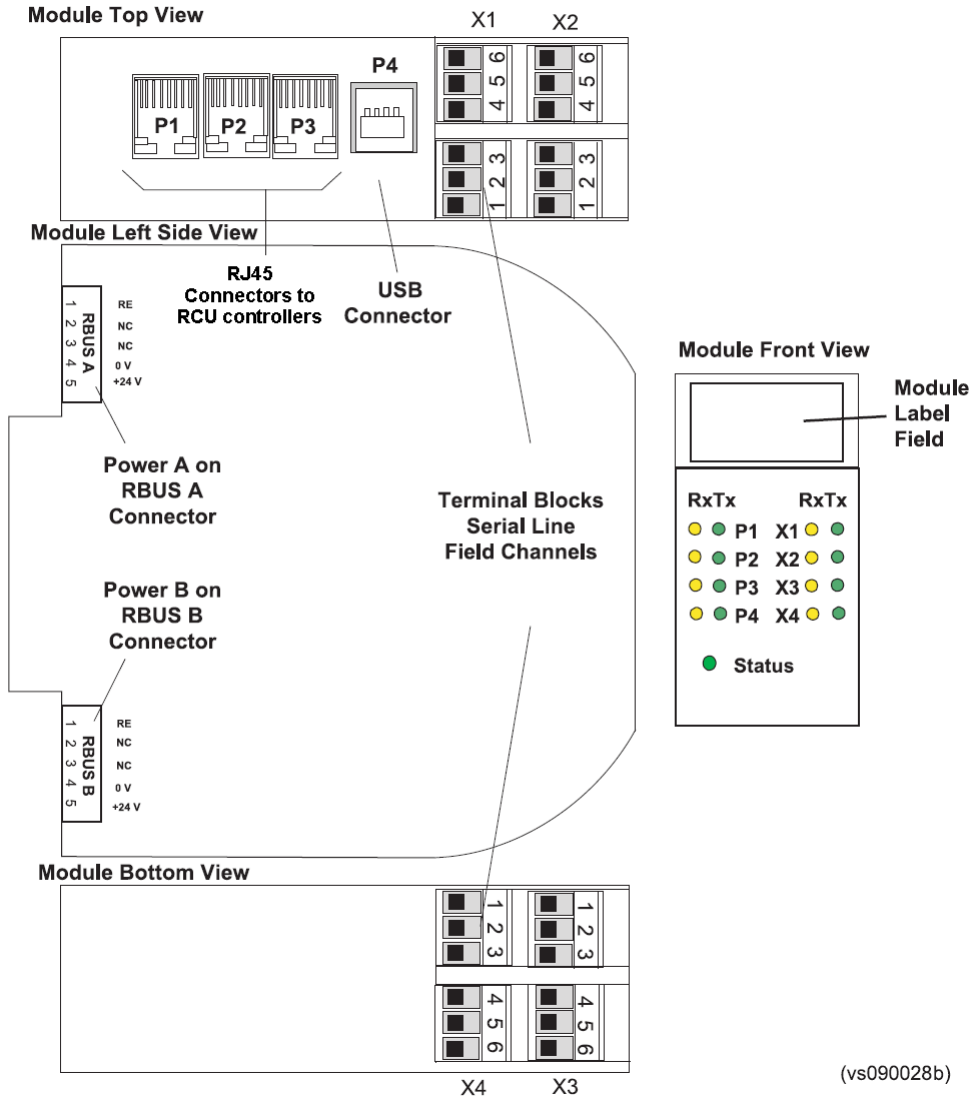 Module Top View
X1 X2
P4
P1 P2 P3
6 6
5 5
4 4
3 3
2 2
1 1
Module Left Side View
RJ45
Connectors to
RCU controllers
USB
Connector
RBUS A
1 RE
2 NC
3 NC
4 0 V
5 +24 V
Power A on
RBUS A
Connector
Terminal Blocks
Serial Line
Field Channels
Power B on
RBUS B
Connector
RBUS B
1 RE
2 NC
3 NC
4 0 V
5 +24 V
Module Front View
Module
Label
Field
RxTx RxTx
P1 X1
P2 X2
P3 X3
P4 X4
Status
Module Bottom View
1 1
2 2
3 3
4 4
5 5
6 6
X4 X3
(vs090028b)